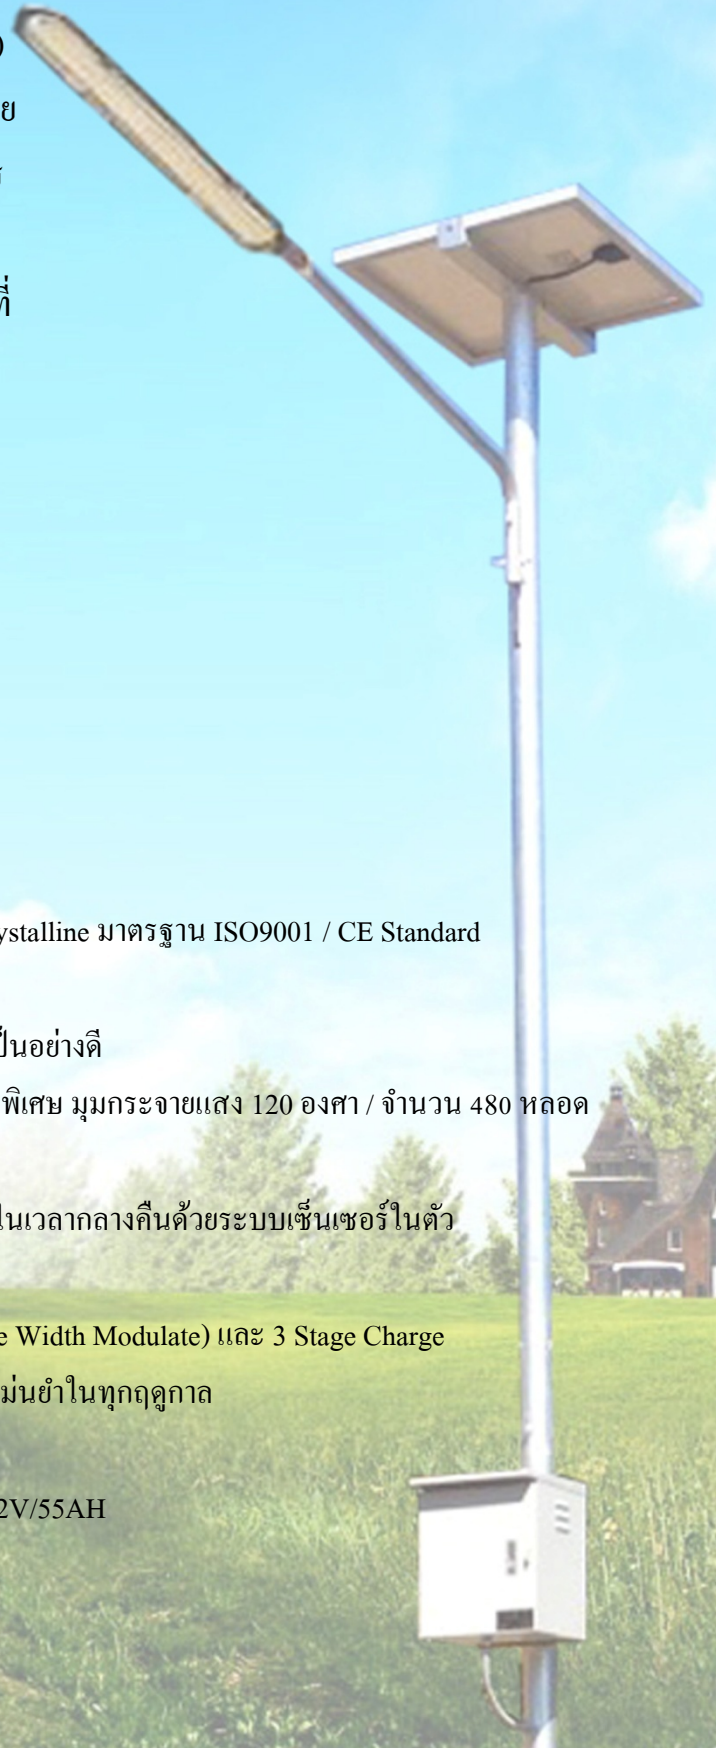 )
ย
ที่
ystalline มาตรฐาน ISO9001 / CE Standard
ป็นอย่างดี
พิเศษ มุมกระจายแสง 120 องศา / จำนวน 480 หลอด
ในเวลากลางคืนด้วยระบบเซ็นเซอร์ในตัว
e Width Modulate) และ 3 Stage Charge
ม่นยำในทุกฤดูกาล
2V/55AH